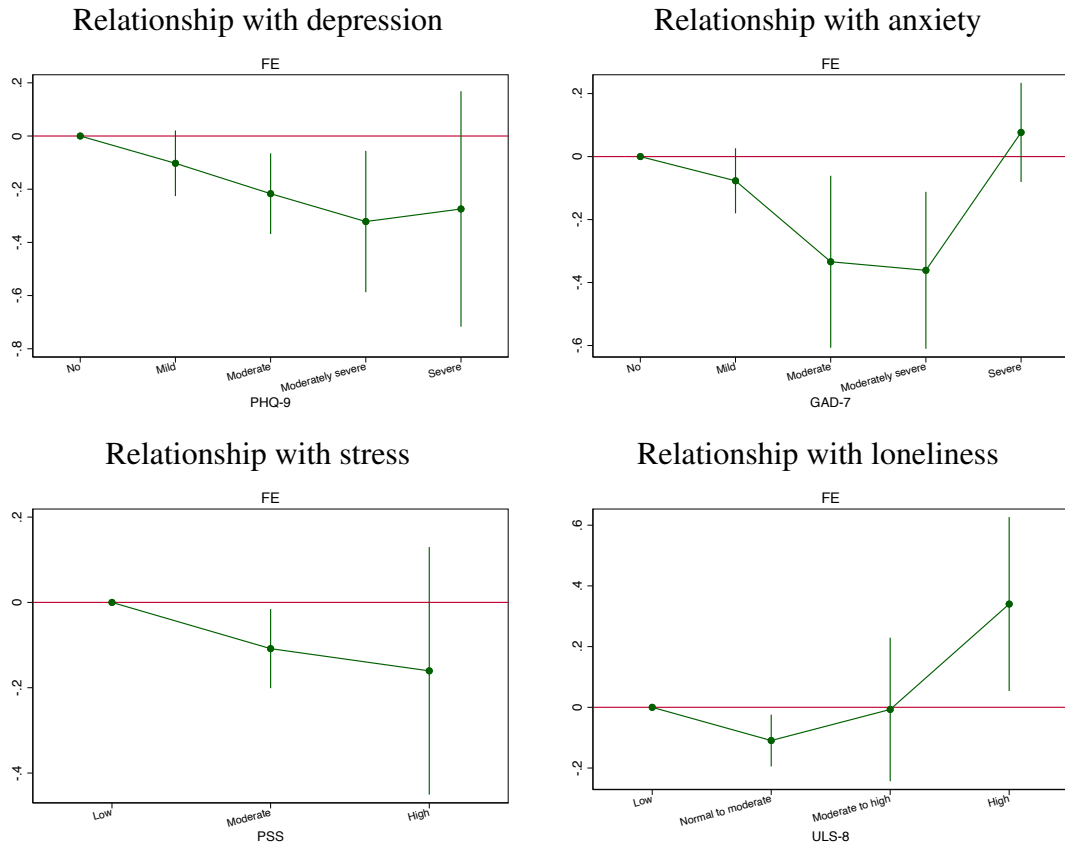 Relationship with depression
FE
.2
0
-.2
-.4
-.6
-.8
No
Mild
Moderate
Moderately severe
Severe
PHQ-9
Relationship with anxiety
FE
.2
0
-.2
-.4
-.6
No
Mild
Moderate
Moderately severe
Severe
GAD-7
Relationship with stress
FE
.2
0
-.2
-.4
Low
Moderate
High
PSS
Relationship with loneliness
FE
.6
.4
.2
0
-.2
Low
Normal to moderate
Moderate to high
High
ULS-8